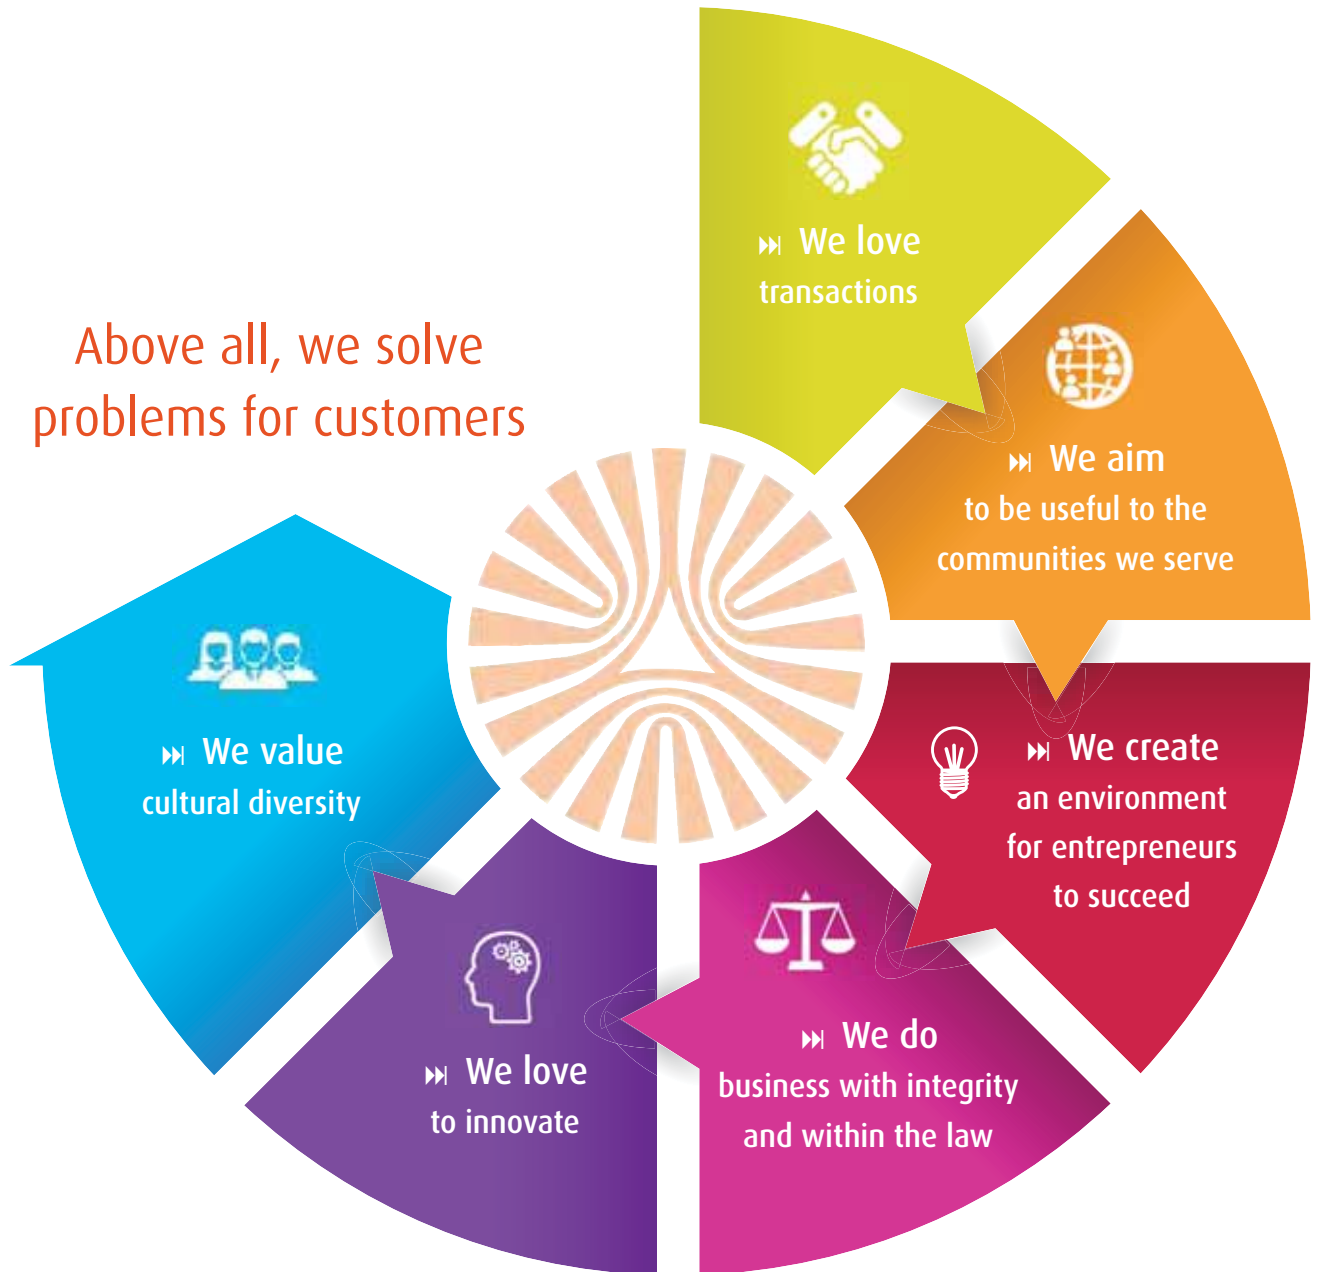 Above all, we solve
problems for customers
We love
transactions
We aim
to be useful to the
communities we serve
We create
an environment
for entrepreneurs
to succeed
We do
business with integrity
and within the law
We love
to innovate
We value
cultural diversity